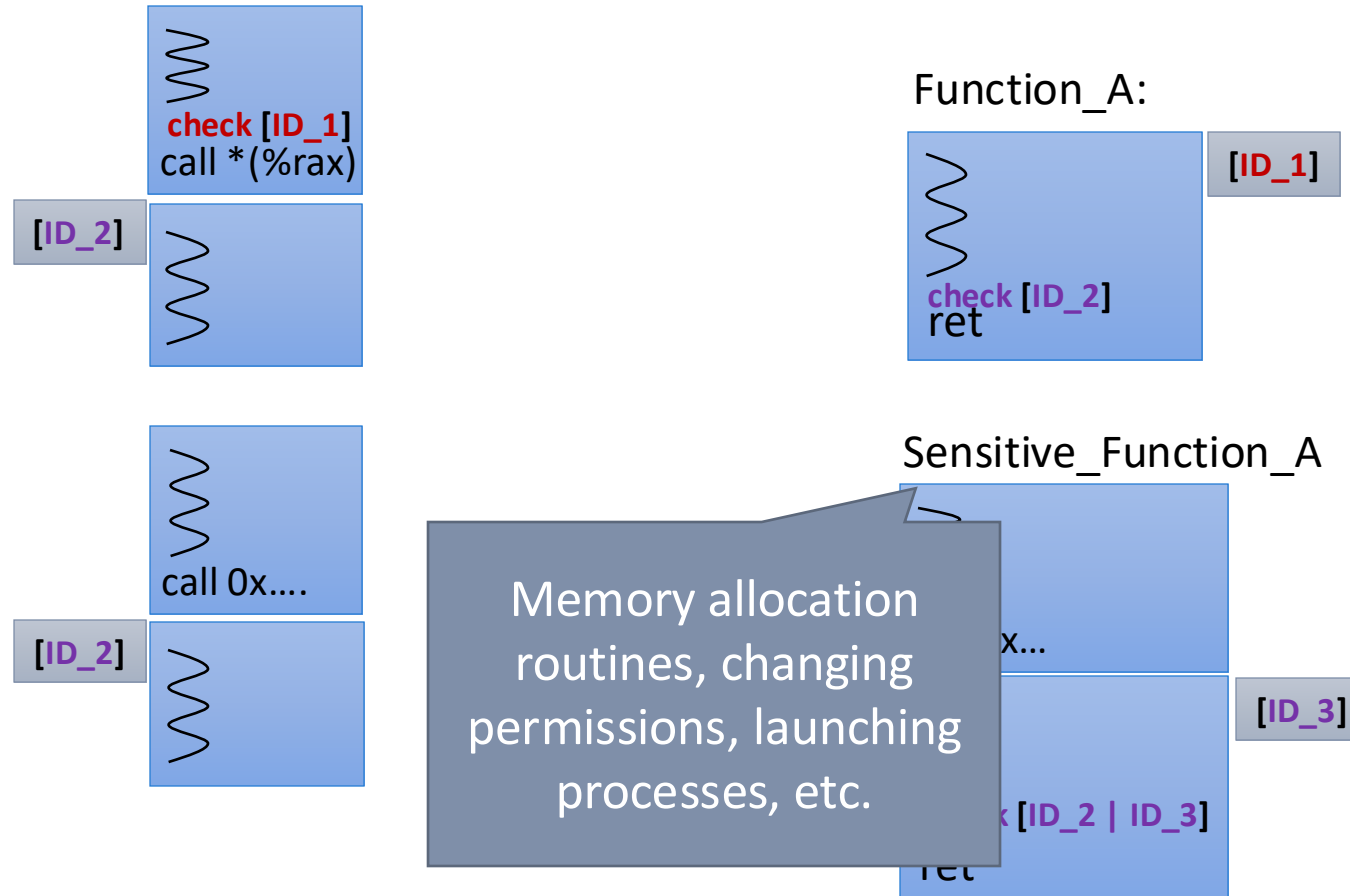 check [ID_1]
call *(%rax)
[ID_2]
Function_A:
[ID_1]
check [ID_2]
ret
call 0x….
[ID_2]
Sensitive_Function_A
Memory allocation
routines, changing
permissions, launching
processes, etc.
x…
[ID_3]
[ID_2 | ID_3]
ret